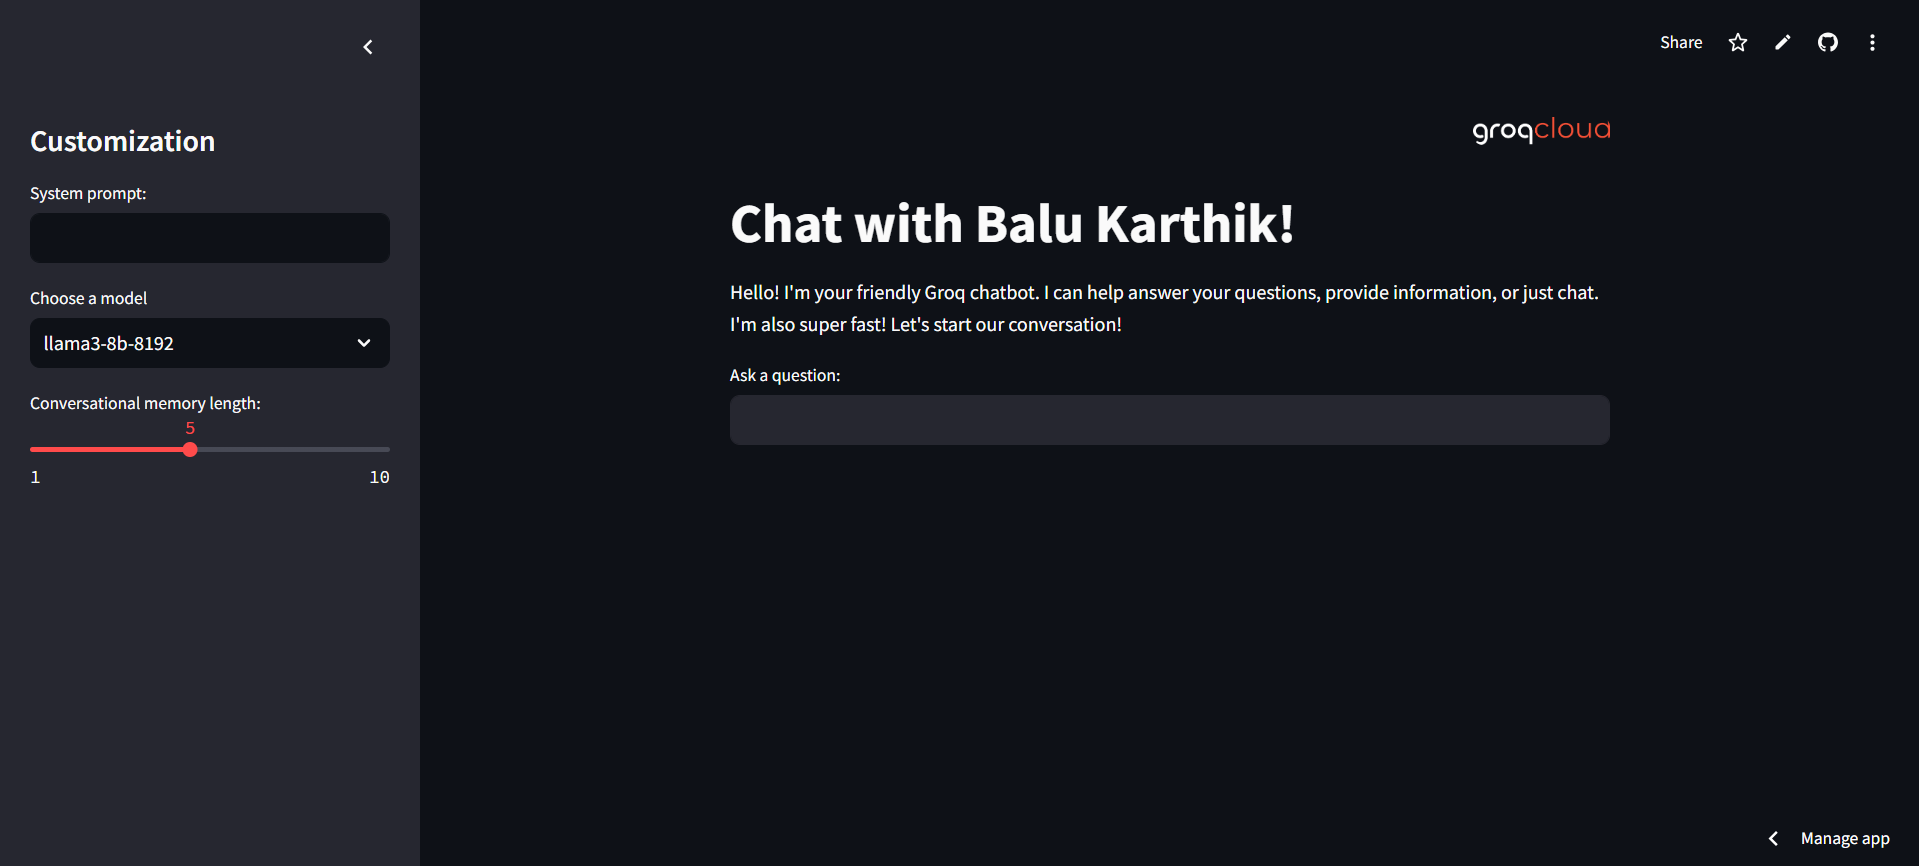 Customization
System prompt:
Choose a model
llama3-8b-8192
Conversational memory length:
5
1
10
Share
groqcloud
Chat with Balu Karthik!
Hello! I'm your friendly Groq chatbot. I can help answer your questions, provide information, or just chat.
I'm also super fast! Let's start our conversation!
Ask a question:
Manage app